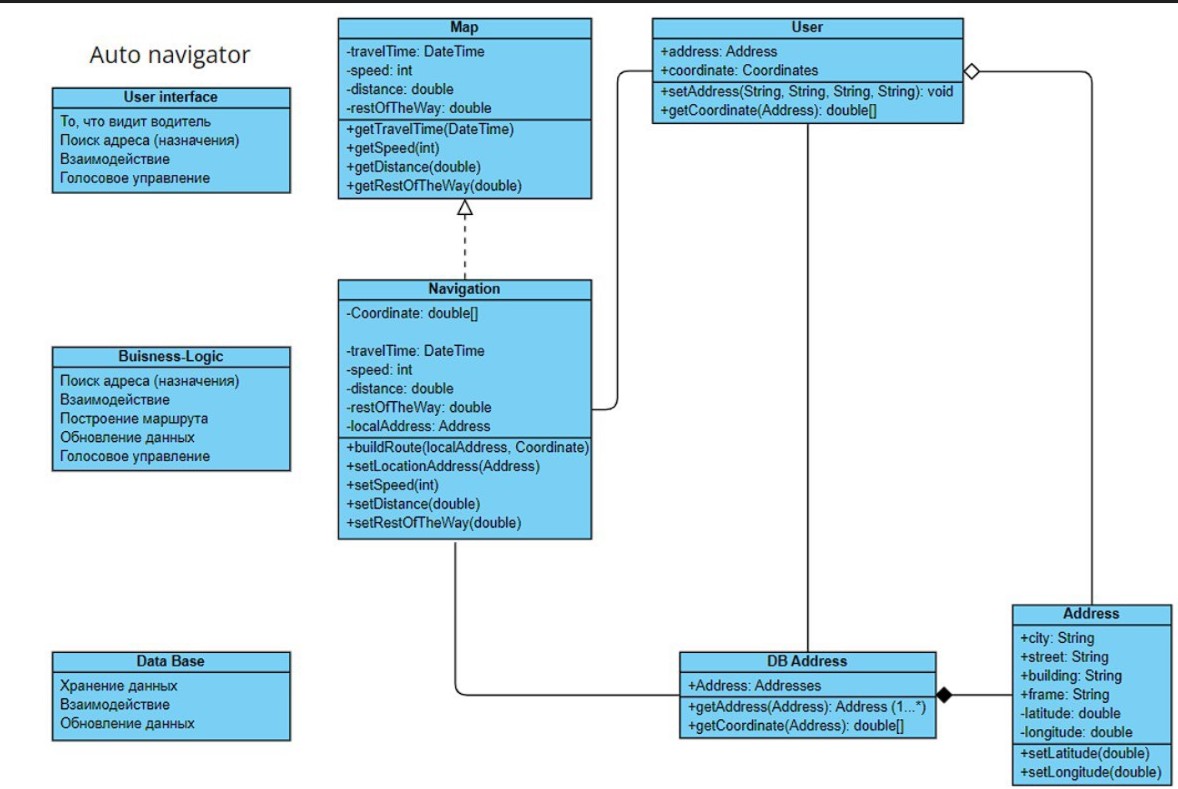 Auto navigator
User interface
То, что видит водитель
Поиск адреса (назначения)
Взаимодействие
Голосовое управление
Buisness-Logic
Поиск адреса (назначения)
Взаимодействие
Построение маршрута
Обновление данных
Голосовое управление
Data Base
Хранение данных
Взаимодействие
Обновление данных
Map
-travelTime: DateTime
-speed: int
-distance: double
-restOfTheWay: double
+getTravelTime(DateTime)
+getSpeed(int)
+getDistance(double)
+getRestOfTheWay(double)
Navigation
-Coordinate: double[]
-travelTime: DateTime
-speed: int
-distance: double
-restOfTheWay: double
-localAddress: Address
+buildRoute(localAddress, Coordinate)
+setLocationAddress(Address)
+setSpeed(int)
+setDistance(double)
+setRestOfTheWay(double)
User
+address: Address
+coordinate: Coordinates
+setAddress(String, String, String, String): void
+getCoordinate(Address): double[]
DB Address
+Address: Addresses
+getAddress(Address): Address (1...*)
+getCoordinate(Address): double[]
Address
+city: String
+street: String
+building: String
+frame: String
-latitude: double
-longitude: double
+setLatitude(double)
+setLongitude(double)